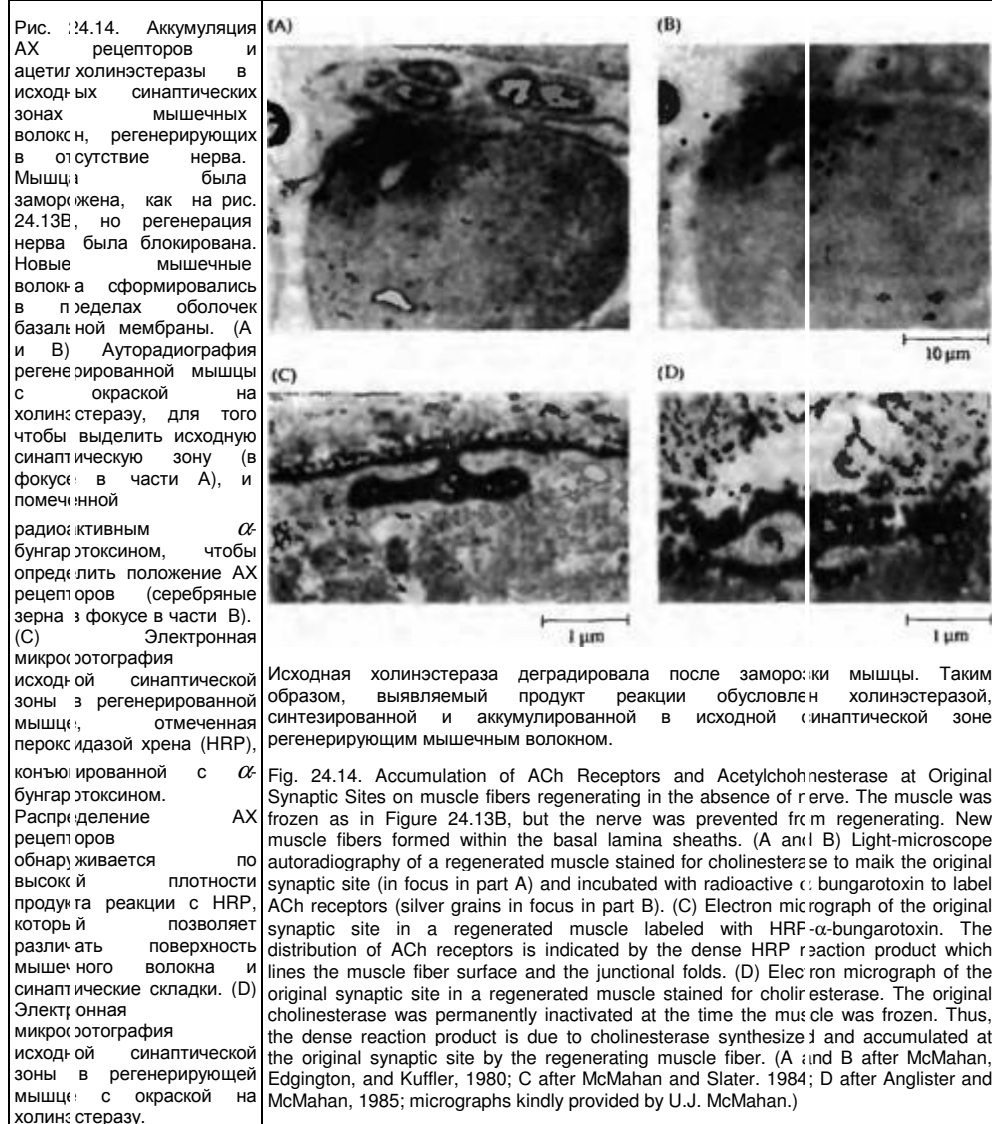 Рис. 24.14. Аккумуляция
АХ рецепторов и
ацетилхолинэстеразы в
исходных синаптических
зонах мышечных
волокон, регенерирующих
в отсутствие нерва.
Мышца была
заморожена, как на рис.
24.13В, но регенерация
нерва была блокирована.
Новые мышечные
волокна сформировались
в пределах оболочек
базальной мембраны. (А
и В) Ауторадиография
регенерированной мышцы
с окраской на
холинэстераэу, для того
чтобы выделить исходную
синаптическую зону (в
фокусе в части А), и
помеченной
радиоактивным α-
бунгаротоксином, чтобы
определить положение АХ
рецепторов (серебряные
зерна в фокусе в части В).
(С) Электронная
микрофотография
исходной синаптической
зоны в регенерированной
мышце, отмеченная
пероксидазой хрена (HRP),
конъюгированной с α-
бунгаротоксином.
Распределение АХ
рецепторов
обнаруживается по
высокой плотности
продукта реакции с HRP,
который позволяет
различать поверхность
мышечного волокна и
синаптические складки. (D)
Электронная
микрофотография
исходной синаптической
зоны в регенерирующей
мышце с окраской на
холинэстеразу.
(A)
(B)
10 μm
(C)
(D)
1 μm
1 μm
Исходная холинэстераза деградировала после заморозки мышцы. Таким
образом, выявляемый продукт реакции обусловлен холинэстеразой,
синтезированной и аккумулированной в исходной синаптической зоне
регенерирующим мышечным волокном.
Fig. 24.14. Accumulation of ACh Receptors and Acetylcholinesterase at Original
Synaptic Sites on muscle fibers regenerating in the absence of nerve. The muscle was
frozen as in Figure 24.13B, but the nerve was prevented from regenerating. New
muscle fibers formed within the basal lamina sheaths. (A and B) Light-microscope
autoradiography of a regenerated muscle stained for cholinesterase to maik the original
synaptic site (in focus in part A) and incubated with radioactive α bungarotoxin to label
ACh receptors (silver grains in focus in part B). (C) Electron micrograph of the original
synaptic site in a regenerated muscle labeled with HRP-α-bungarotoxin. The
distribution of ACh receptors is indicated by the dense HRP reaction product which
lines the muscle fiber surface and the junctional folds. (D) Electron micrograph of the
original synaptic site in a regenerated muscle stained for cholinesterase. The original
cholinesterase was permanently inactivated at the time the muscle was frozen. Thus,
the dense reaction product is due to cholinesterase synthesized and accumulated at
the original synaptic site by the regenerating muscle fiber. (A and B after McMahan,
Edgington, and Kuffler, 1980; C after McMahan and Slater. 1984; D after Anglister and
McMahan, 1985; micrographs kindly provided by U.J. McMahan.)